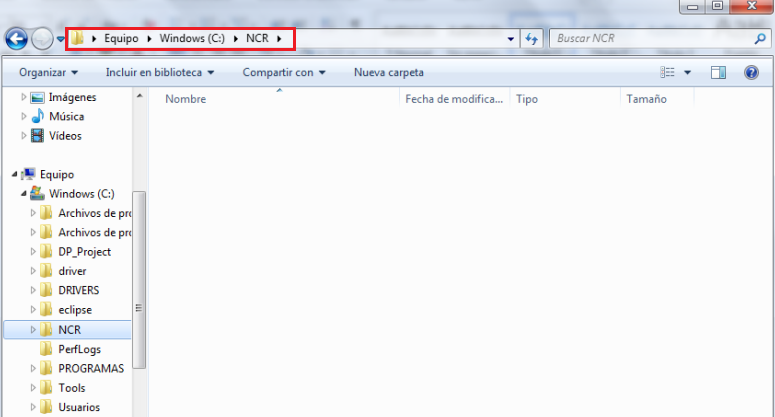 Equipo Windows (C:) NCR
Buscar NCR
Organizar Incluir en biblioteca Compartir con Nueva carpeta
Nombre Fecha de modifica... Tipo Tamaño
Imágenes
Música
Vídeos
Equipo
Windows (C:)
Archivos de pro
Archivos de pro
DP_Project
driver
DRIVERS
eclipse
NCR
PerfLogs
PROGRAMAS
Tools
Usuarios